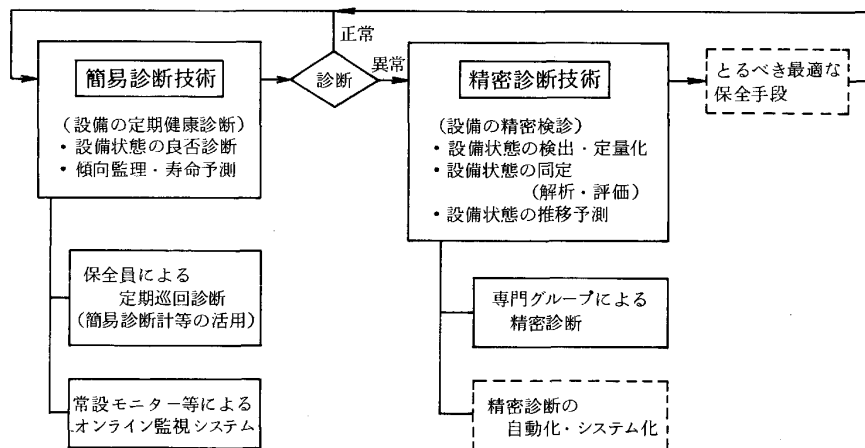 正常
簡易診断技術
(設備の定期健康診断)
・設備状態の良否診断
・傾向監理・寿命予測
診断
異常
精密診断技術
(設備の精密検診)
・設備状態の検出・定量化
・設備状態の同定
(解析・評価)
・設備状態の推移予測
とるべき最適な
保全手段
保全員による
定期巡回診断
(簡易診断計等の活用)
常設モニター等による
オンライン監視システム
専門グループによる
精密診断
精密診断の
自動化・システム化